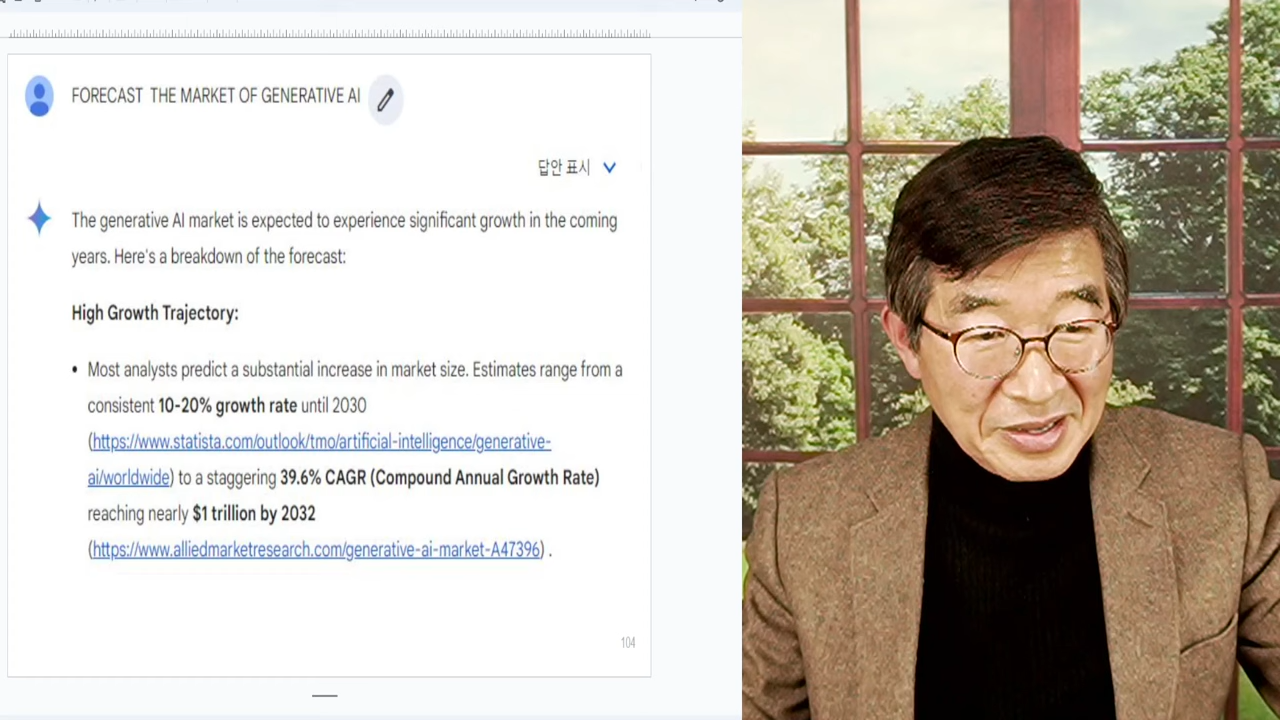 FORECAST THE MARKET OF GENERATIVE AI
답안 표시
The generative AI market is expected to experience significant growth in the coming
years. Here's a breakdown of the forecast:
High Growth Trajectory:
• Most analysts predict a substantial increase in market size. Estimates range from a
consistent 10-20% growth rate until 2030
(https://www.statista.com/outlook/tmo/artificial-intelligence/generative-
ai/worldwide) to a staggering 39.6% CAGR (Compound Annual Growth Rate)
reaching nearly $1 trillion by 2032
(https://www.alliedmarketresearch.com/generative-ai-market-A47396) .
104